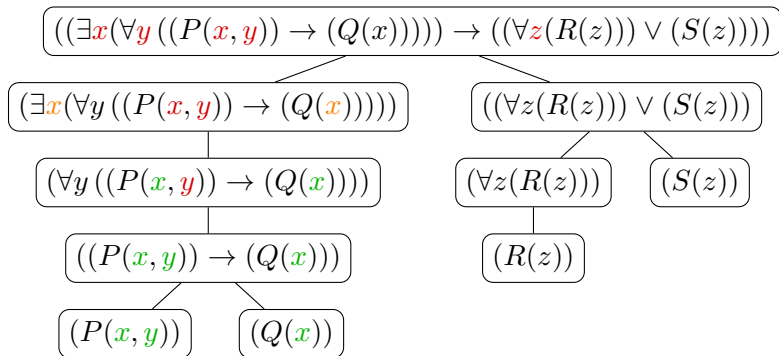 ((∃x(∀y ((P(x, y)) → (Q(x))))) → ((∀z(R(z))) ∨ (S(z))))
(∃x(∀y ((P(x, y)) → (Q(x)))))
((∀z(R(z))) ∨ (S(z)))
(∀y ((P(x, y)) → (Q(x))))
(∀z(R(z)))
(S(z))
((P(x, y)) → (Q(x)))
(R(z))
(P(x, y))
(Q(x))